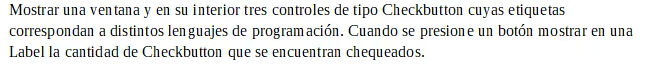 Mostrar una ventana y en su interior tres controles de tipo Checkbutton cuyas etiquetas
correspondan a distintos lenguajes de programación. Cuando se presione un botón mostrar en una
Label la cantidad de Checkbutton que se encuentran chequeados.